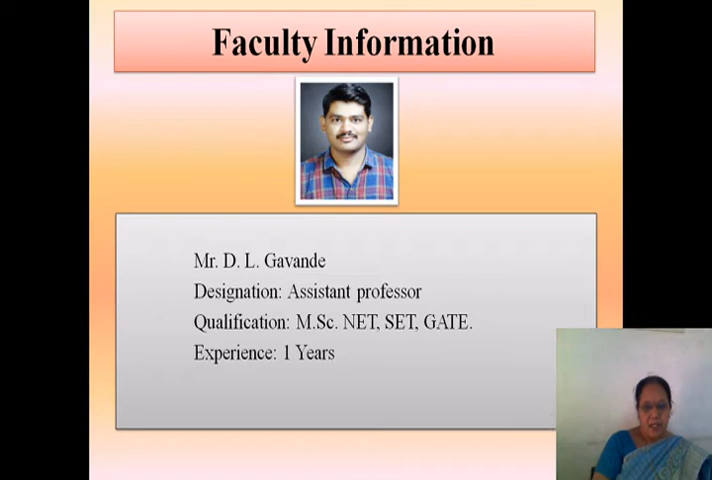 Faculty Information
Mr. D. L. Gavande
Designation: Assistant professor
Qualification: M.Sc. NET, SET, GATE.
Experience: 1 Years